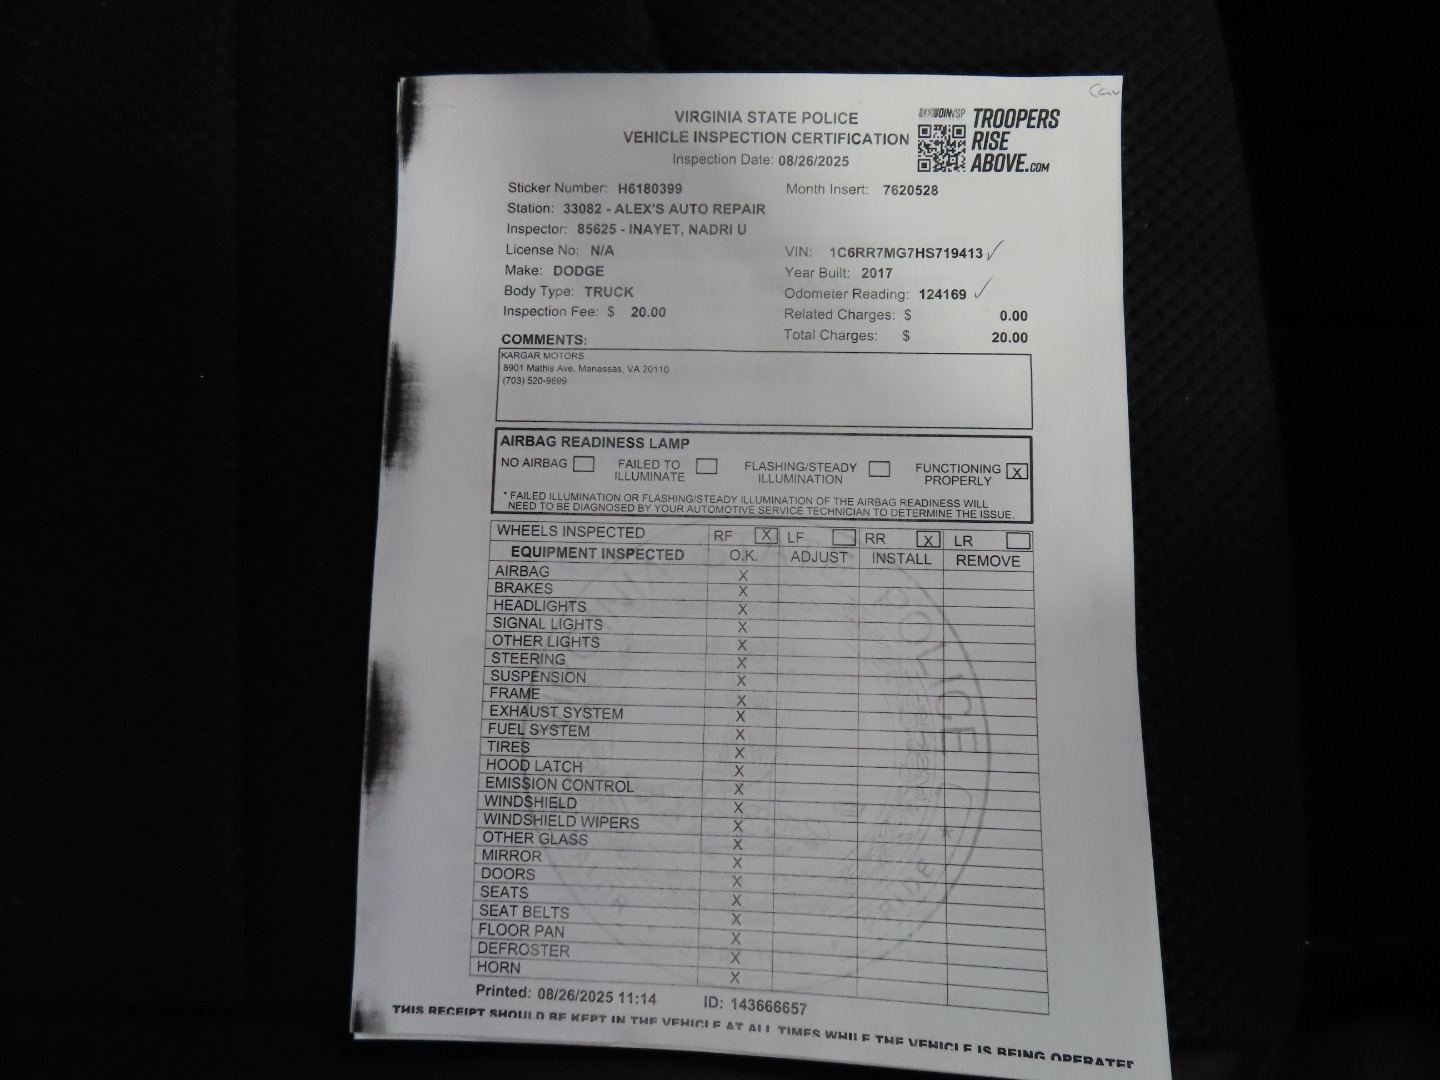 VIRGINIA STATE POLICE
VEHICLE INSPECTION CERTIFICATION
Inspection Date: 08/26/2025
TROOPERS
RISE
ABOVE.COM
Sticker Number: H6180399 Month Insert: 7620528
Station: 33082 - ALEX'S AUTO REPAIR
Inspector: 85625 - INAYET, NADRI U
License No: N/A VIN: 1C6RR7MG7HS719413
Make: DODGE Year Built: 2017
Body Type: TRUCK Odometer Reading: 124169
Inspection Fee: $ 20.00 Related Charges: $ 0.00
Total Charges: $ 20.00
COMMENTS:
KARGAR MOTORS
8901 Mathis Ave. Manassas, VA 20110
(703) 520-9699
AIRBAG READINESS LAMP
NO AIRBAG FAILED TO ILLUMINATE FLASHING/STEADY ILLUMINATION FUNCTIONING PROPERLY X
* FAILED ILLUMINATION OR FLASHING/STEADY ILLUMINATION OF THE AIRBAG READINESS WILL
NEED TO BE DIAGNOSED BY YOUR AUTOMOTIVE SERVICE TECHNICIAN TO DETERMINE THE ISSUE.
WHEELS INSPECTED RF X LF RR X LR
EQUIPMENT INSPECTED O.K. ADJUST INSTALL REMOVE
AIRBAG X
BRAKES X
HEADLIGHTS X
SIGNAL LIGHTS X
OTHER LIGHTS X
STEERING X
SUSPENSION X
FRAME X
EXHAUST SYSTEM X
FUEL SYSTEM X
TIRES X
HOOD LATCH X
EMISSION CONTROL X
WINDSHIELD X
WINDSHIELD WIPERS X
OTHER GLASS X
MIRROR X
DOORS X
SEATS X
SEAT BELTS X
FLOOR PAN X
DEFROSTER X
HORN X
Printed: 08/26/2025 11:14 ID: 143666657
THIS RECEIPT SHOULD BE KEPT IN THE VEHICLE AT ALL TIMES WHILE THE VEHICLE IS BEING OPERATED